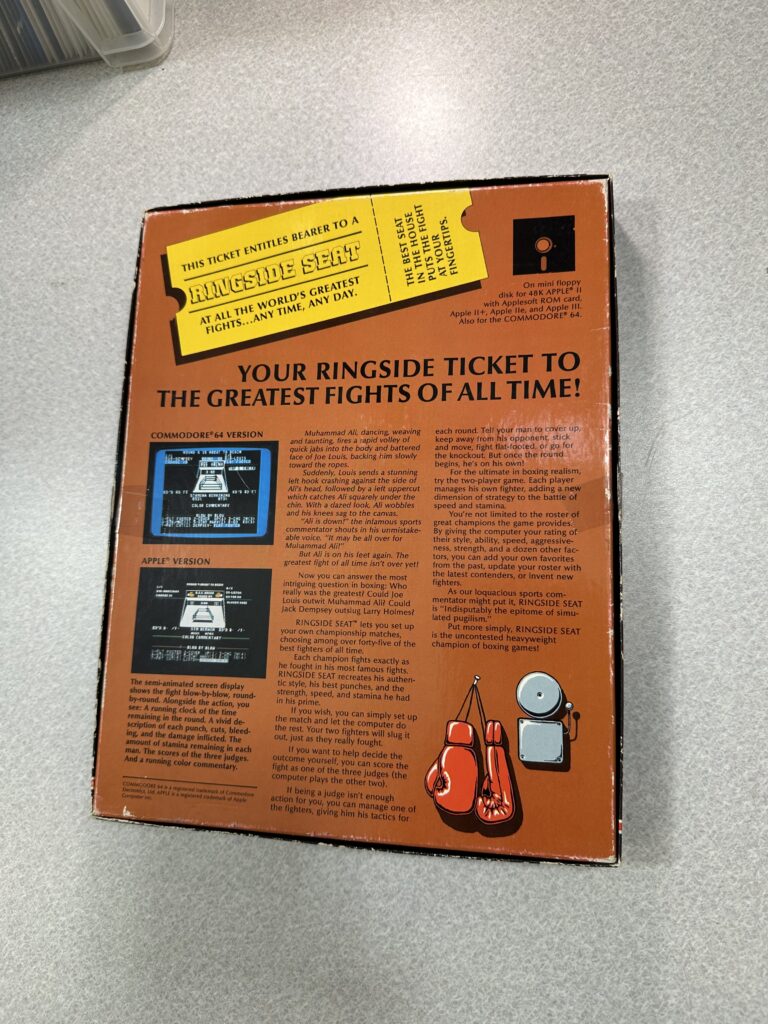 THIS TICKET ENTITLES BEARER TO A
RINGSIDE SEAT
AT ALL THE WORLD'S GREATEST
FIGHTS...ANY TIME, ANY DAY.
THE BEST SEAT
IN THE HOUSE
PUTS THE FIGHT
AT YOUR
FINGERTIPS.
On mini floppy
disk for 48K APPLE® II
with Applesoft ROM card,
Apple II+, Apple IIe, and Apple III.
Also for the COMMODORE® 64.
YOUR RINGSIDE TICKET TO
THE GREATEST FIGHTS OF ALL TIME!
COMMODORE® 64 VERSION
STAMINA REMAINING
COLOR COMMENTARY
APPLE® VERSION
COLOR COMMENTARY
BLOW BY BLOW
The semi-animated screen display
shows the fight blow-by-blow, round-
by-round. Alongside the action, you
see: A running clock of the time
remaining in the round. A vivid de-
scription of each punch, cuts, bleed-
ing, and the damage inflicted. The
amount of stamina remaining in each
man. The scores of the three judges.
And a running color commentary.
COMMODORE 64 is a registered trademark of Commodore
Electronics, Ltd. APPLE is a registered trademark of Apple
Computer Inc.
Muhammad Ali, dancing, weaving
and taunting, fires a rapid volley of
quick jabs into the body and battered
face of Joe Louis, backing him slowly
toward the ropes.
Suddenly, Louis sends a stunning
left hook crashing against the side of
Ali's head, followed by a left uppercut
which catches Ali squarely under the
chin. With a dazed look, Ali wobbles
and his knees sag to the canvas.
"Ali is down!" the infamous sports
commentator shouts in his unmistake-
able voice. "It may be all over for
Muhammad Ali!"
But Ali is on his feet again. The
greatest fight of all time isn't over yet!
Now you can answer the most
intriguing question in boxing: Who
really was the greatest? Could Joe
Louis outwit Muhammad Ali? Could
Jack Dempsey outslug Larry Holmes?
RINGSIDE SEAT™ lets you set up
your own championship matches,
choosing among over forty-five of the
best fighters of all time.
Each champion fights exactly as
he fought in his most famous fights.
RINGSIDE SEAT recreates his authen-
tic style, his best punches, and the
strength, speed, and stamina he had
in his prime.
If you wish, you can simply set up
the match and let the computer do
the rest. Your two fighters will slug it
out, just as they really fought.
If you want to help decide the
outcome yourself, you can score the
fight as one of the three judges (the
computer plays the other two).
If being a judge isn't enough
action for you, you can manage one of
the fighters, giving him his tactics for
each round. Tell your man to cover up,
keep away from his opponent, stick
and move, fight flat-footed, or go for
the knockout. But once the round
begins, he's on his own!
For the ultimate in boxing realism,
try the two-player game. Each player
manages his own fighter, adding a new
dimension of strategy to the battle of
speed and stamina.
You're not limited to the roster of
great champions the game provides.
By giving the computer your rating of
their style, ability, speed, aggressive-
ness, strength, and a dozen other fac-
tors, you can add your own favorites
from the past, update your roster with
the latest contenders, or invent new
fighters.
As our loquacious sports com-
mentator might put it, RINGSIDE SEAT
is "Indisputably the epitome of simu-
lated pugilism."
Put more simply, RINGSIDE SEAT
is the uncontested heavyweight
champion of boxing games!